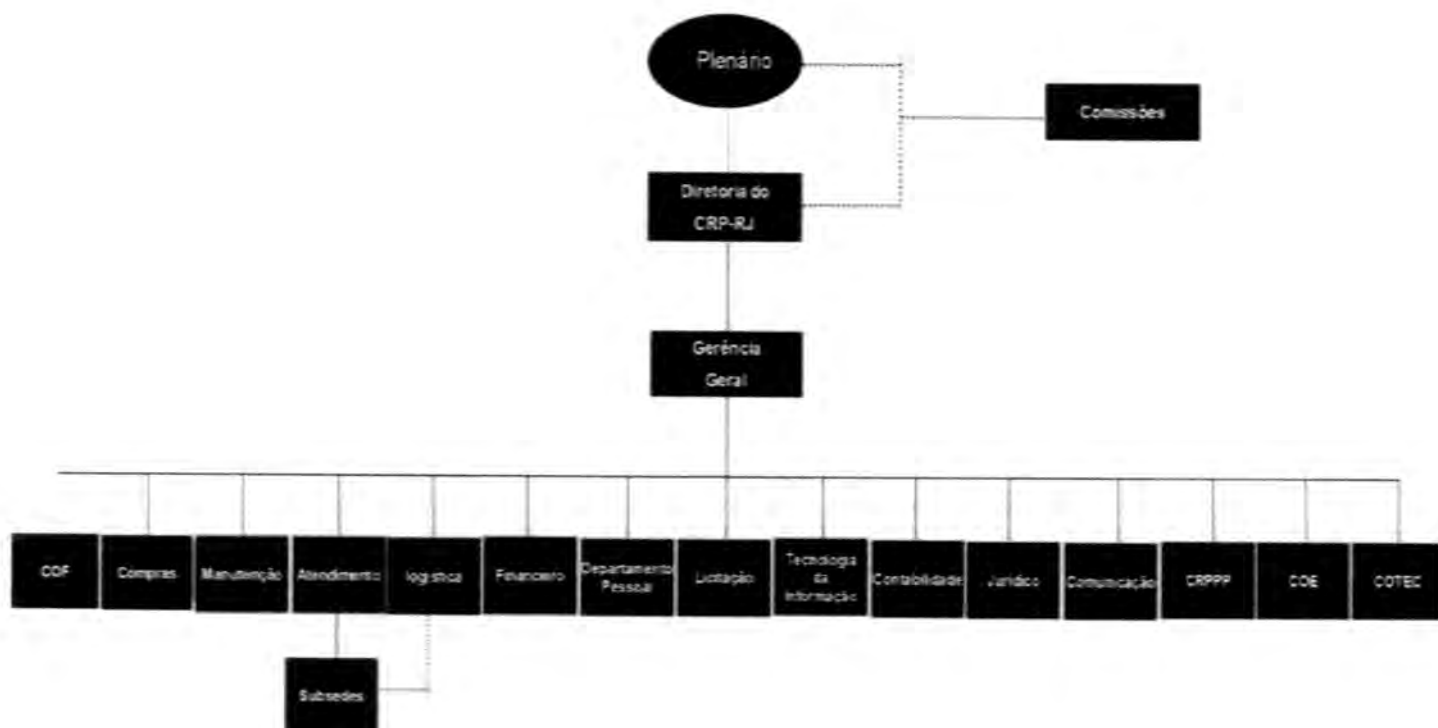 Plenário
Comissões
Diretoria do
CRP-RJ
Gerência
Geral
COF
Compras
Manutenção
Atendimento
logística
Financeiro
Departamento
Pessoal
Licitação
Tecnologia
da
Informação
Contabilidade
Jurídico
Comunicação
CRPPP
COE
COTEC
Subsedes